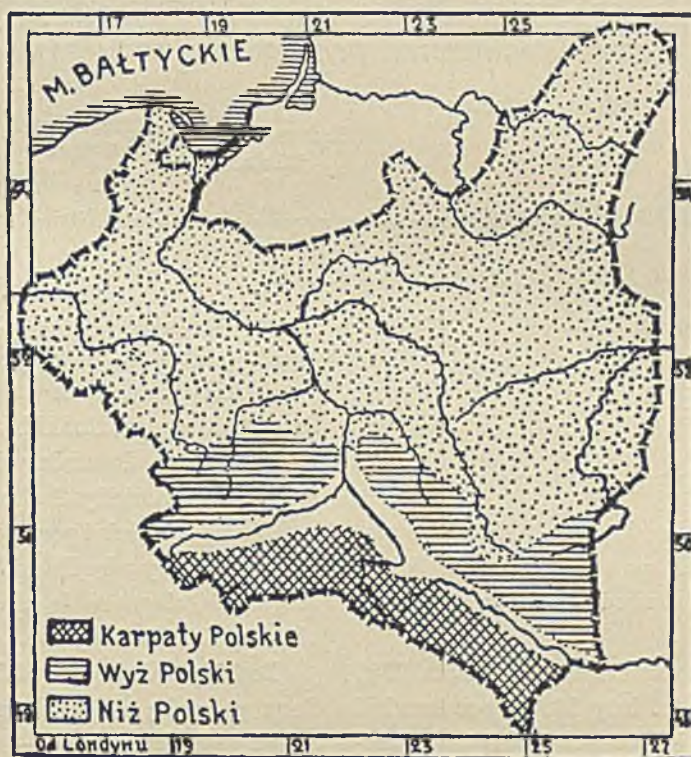 17 19 21 23 25
M. BAŁTYCKIE
Karpaty Polskie
Wyż Polski
Niż Polski
Od Londynu 19 21 23 25 27